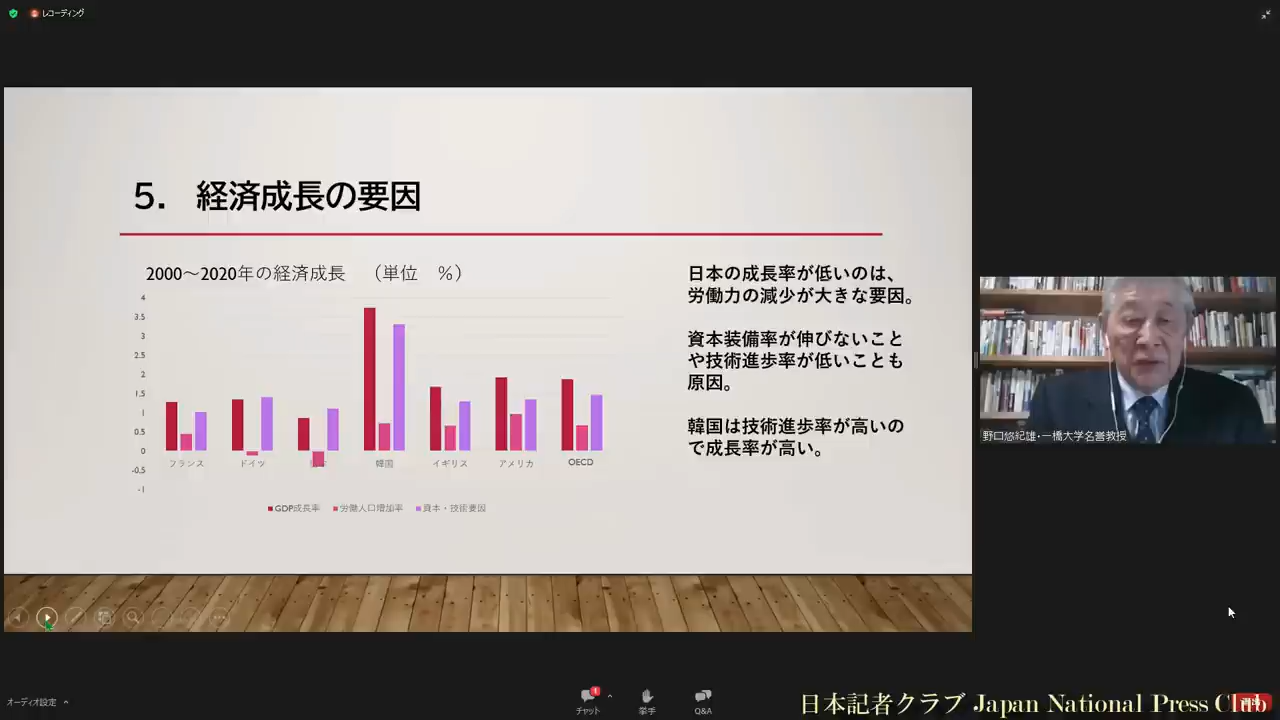 レコーディング
5. 経済成長の要因
2000～2020年の経済成長 （単位 %）
4
3.5
3
2.5
2
1.5
1
0.5
0
-0.5
-1
フランス
ドイツ
韓国
イギリス
アメリカ
OECD
GDP成長率
労働人口増加率
資本・技術要因
日本の成長率が低いのは、
労働力の減少が大きな要因。
資本装備率が伸びないこと
や技術進歩率が低いことも
原因。
韓国は技術進歩率が高いの
で成長率が高い。
野口悠紀雄・一橋大学名誉教授
オーディオ設定
チャット
1
挙手
Q&A
日本記者クラブ Japan National Press Club